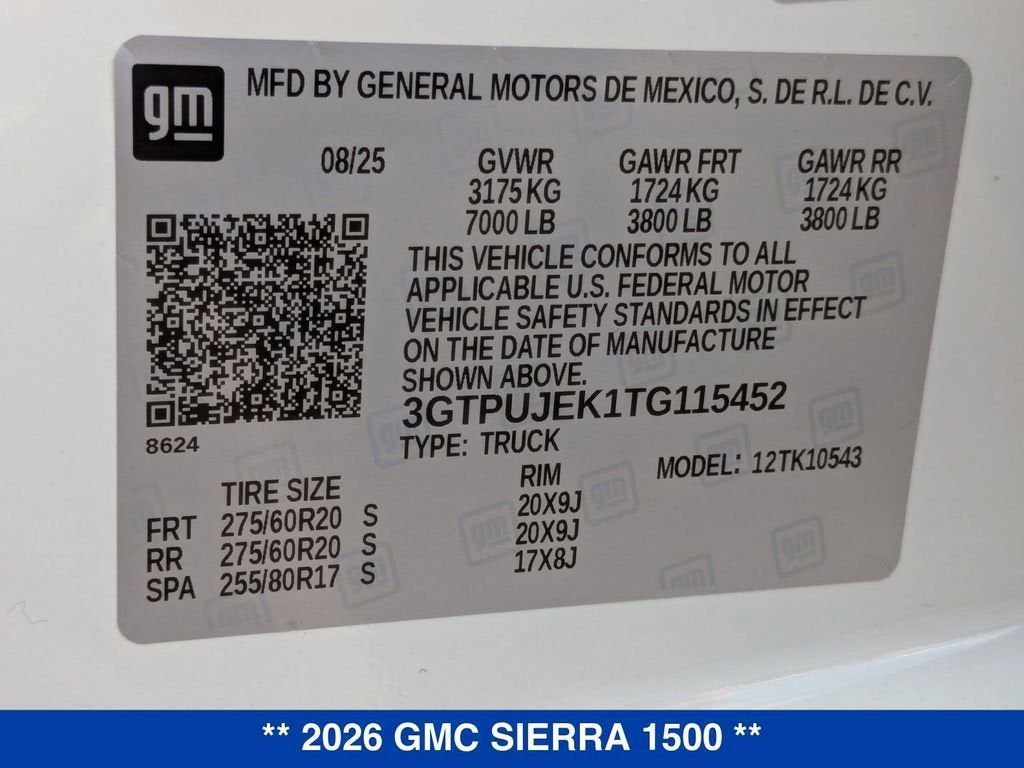 gm
MFD BY GENERAL MOTORS DE MEXICO, S. DE R.L. DE C.V.
08/25 GVWR GAWR FRT GAWR RR
3175 KG 1724 KG 1724 KG
7000 LB 3800 LB 3800 LB
THIS VEHICLE CONFORMS TO ALL
APPLICABLE U.S. FEDERAL MOTOR
VEHICLE SAFETY STANDARDS IN EFFECT
ON THE DATE OF MANUFACTURE
SHOWN ABOVE.
3GTPUJEK1TG115452
8624
TYPE: TRUCK
MODEL: 12TK10543
TIRE SIZE RIM
FRT 275/60R20 S 20X9J
RR 275/60R20 S 20X9J
SPA 255/80R17 S 17X8J
** 2026 GMC SIERRA 1500 **